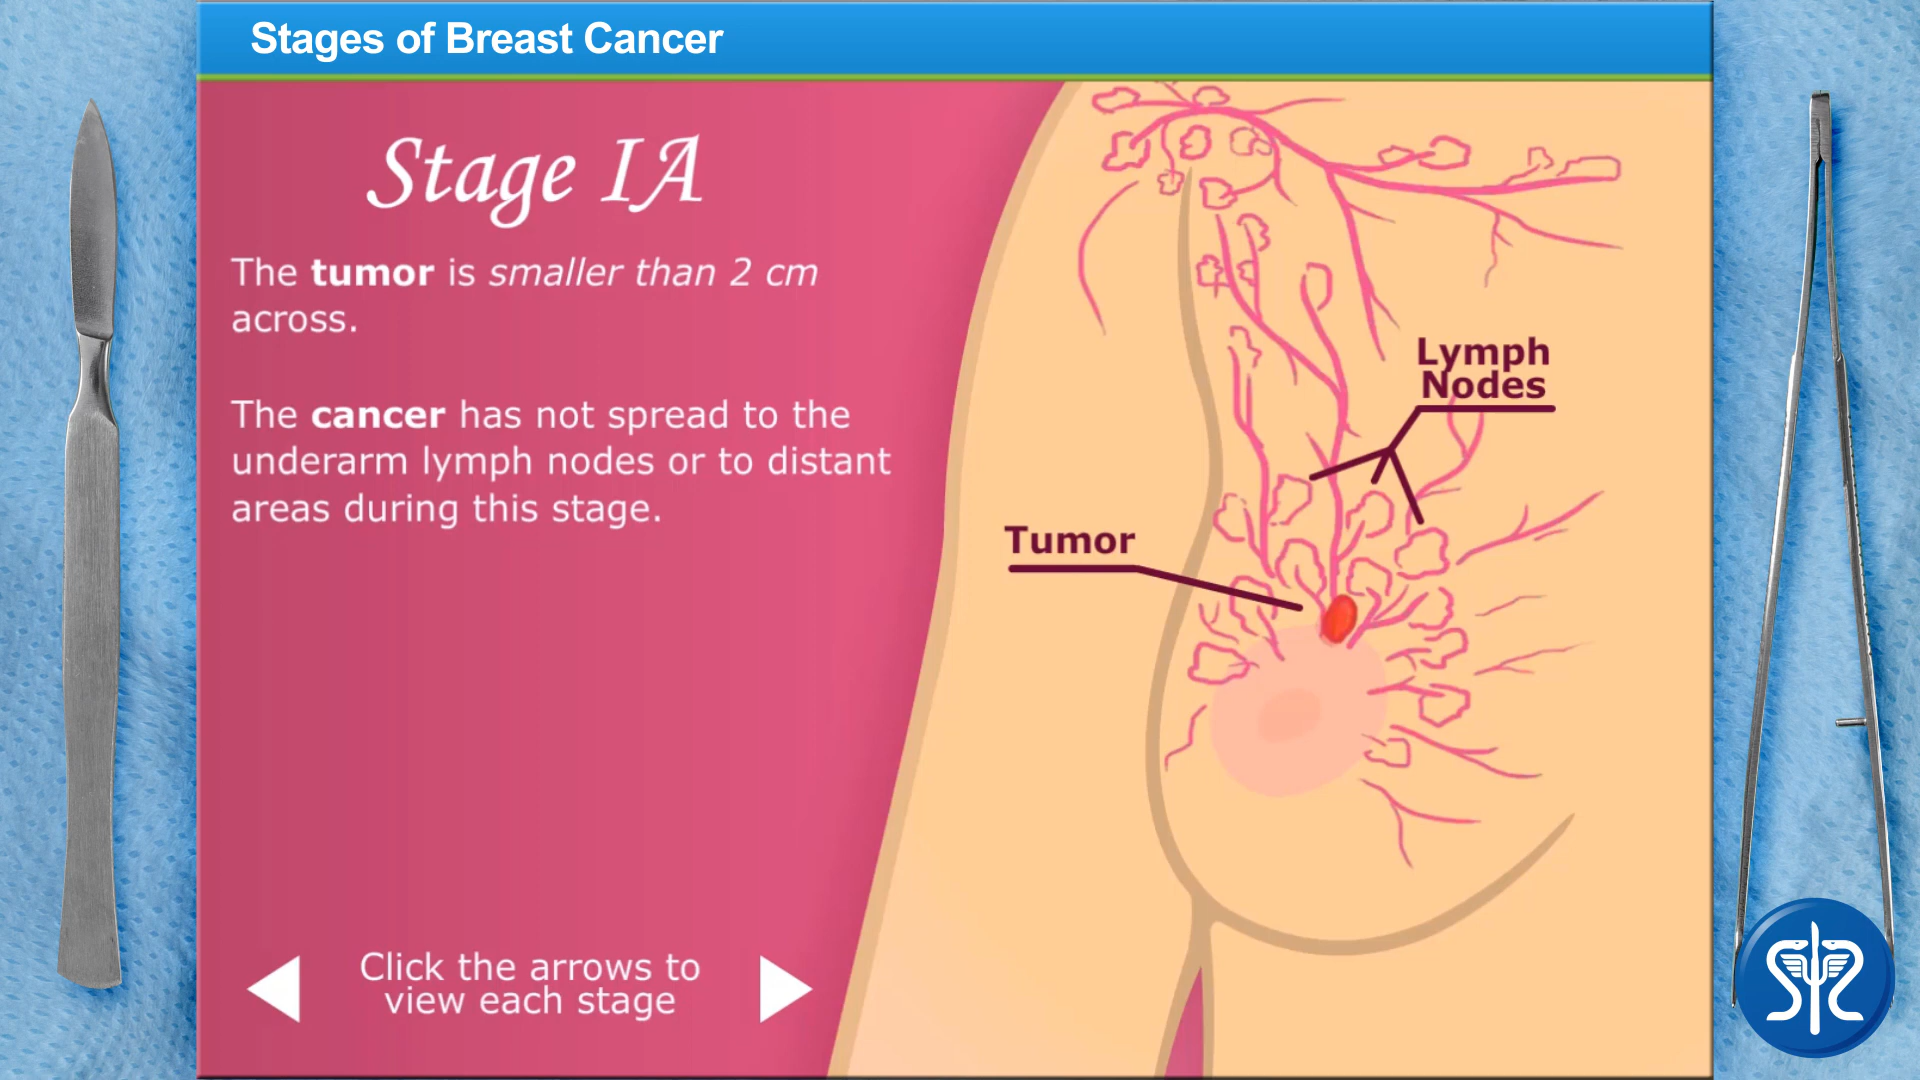 Stages of Breast Cancer
Stage IA
The tumor is smaller than 2 cm
across.
The cancer has not spread to the
underarm lymph nodes or to distant
areas during this stage.
Lymph
Nodes
Tumor
Click the arrows to
view each stage